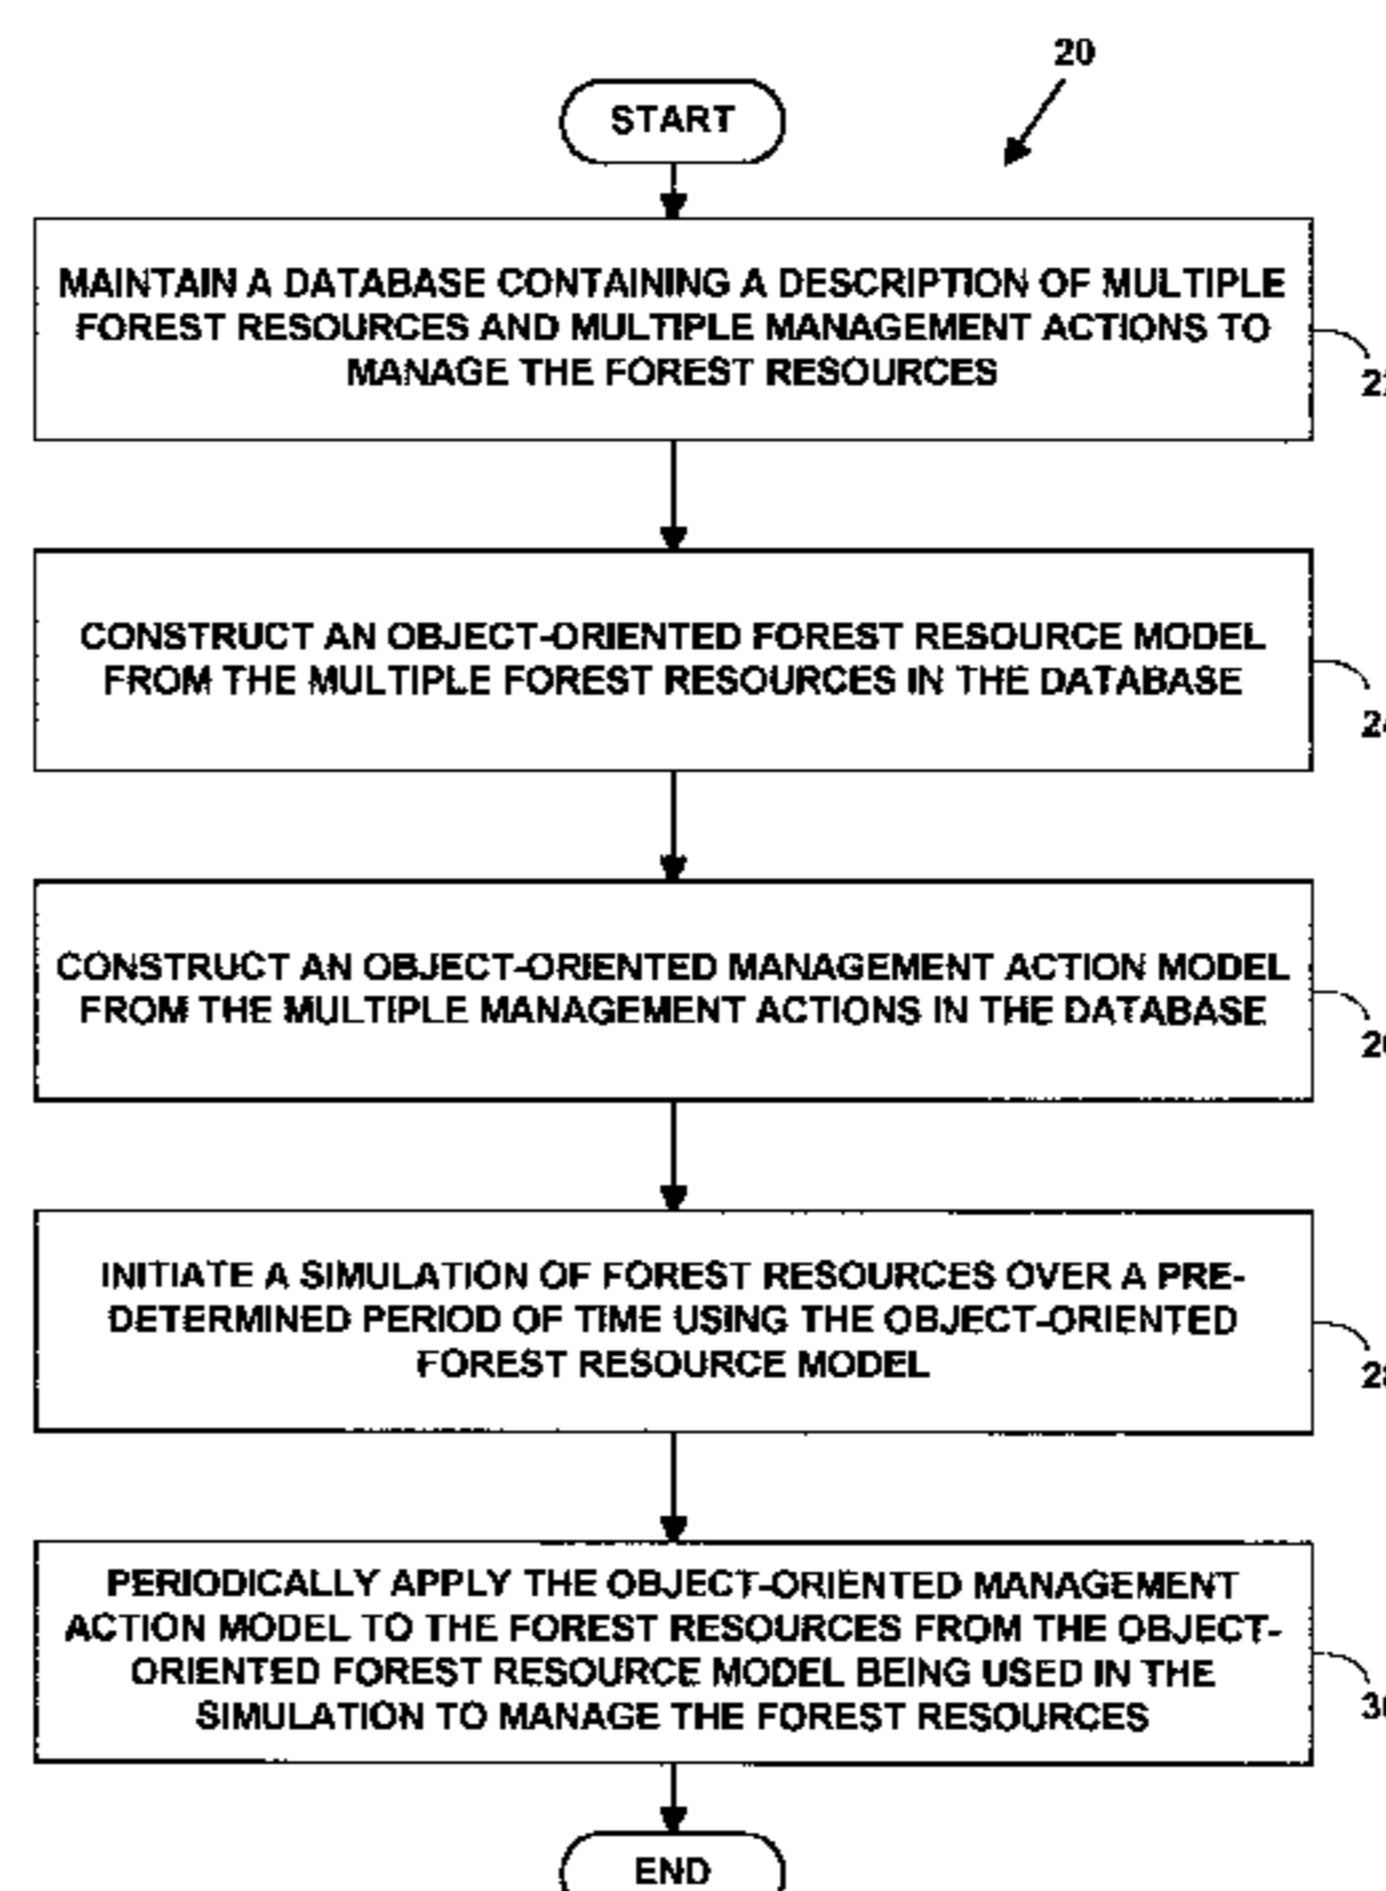 20
START
MAINTAIN A DATABASE CONTAINING A DESCRIPTION OF MULTIPLE
FOREST RESOURCES AND MULTIPLE MANAGEMENT ACTIONS TO
MANAGE THE FOREST RESOURCES
CONSTRUCT AN OBJECT-ORIENTED FOREST RESOURCE MODEL
FROM THE MULTIPLE FOREST RESOURCES IN THE DATABASE
CONSTRUCT AN OBJECT-ORIENTED MANAGEMENT ACTION MODEL
FROM THE MULTIPLE MANAGEMENT ACTIONS IN THE DATABASE
INITIATE A SIMULATION OF FOREST RESOURCES OVER A PRE-
DETERMINED PERIOD OF TIME USING THE OBJECT-ORIENTED
FOREST RESOURCE MODEL
PERIODICALLY APPLY THE OBJECT-ORIENTED MANAGEMENT
ACTION MODEL TO THE FOREST RESOURCES FROM THE OBJECT-
ORIENTED FOREST RESOURCE MODEL BEING USED IN THE
SIMULATION TO MANAGE THE FOREST RESOURCES
END